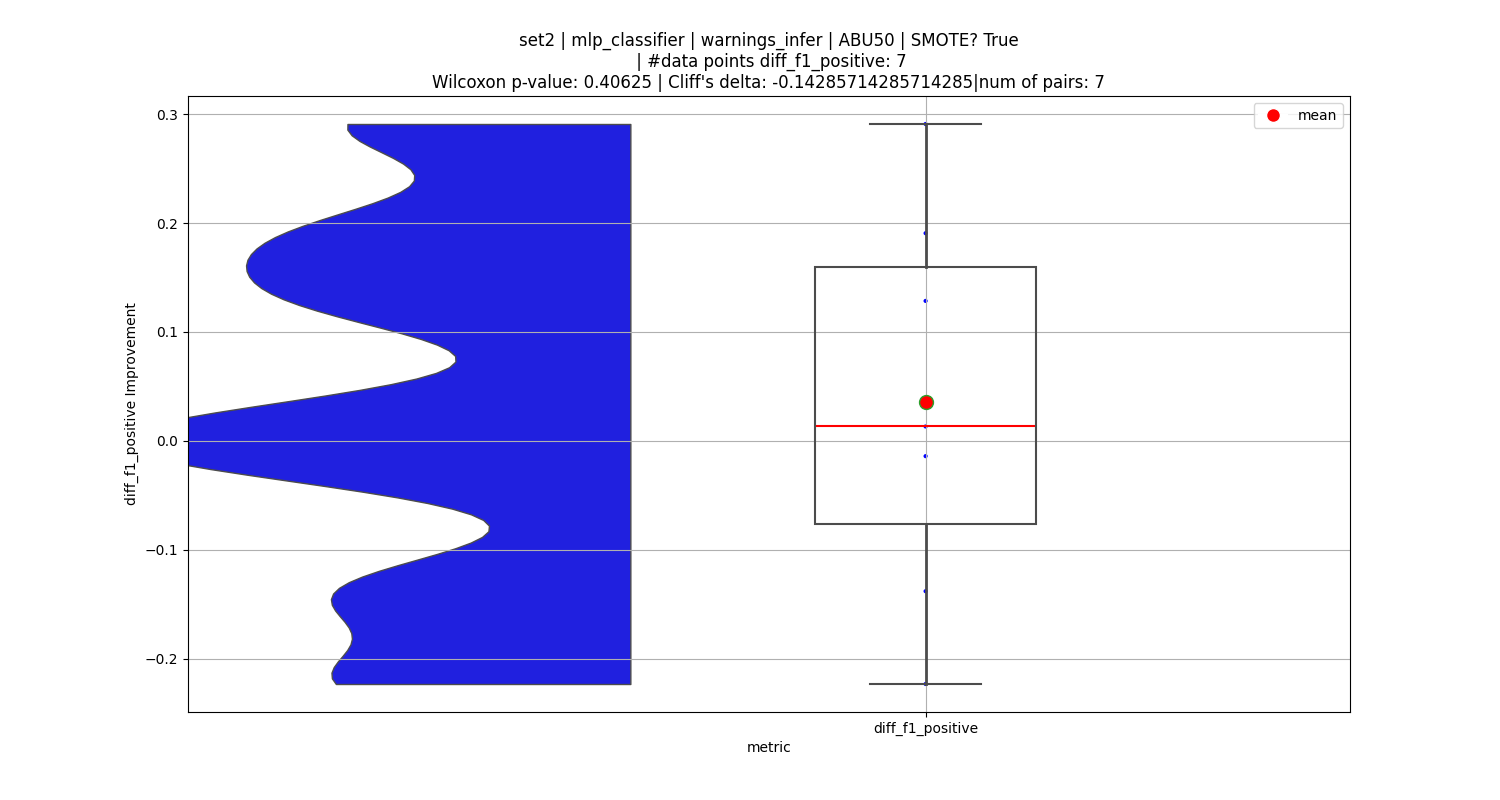 set2 | mlp_classifier | warnings_infer | ABU50 | SMOTE? True
| #data points diff_f1_positive: 7
Wilcoxon p-value: 0.40625 | Cliff's delta: -0.14285714285714285|num of pairs: 7
mean
0.3
0.2
0.1
0.0
−0.1
−0.2
diff_f1_positive Improvement
diff_f1_positive
metric